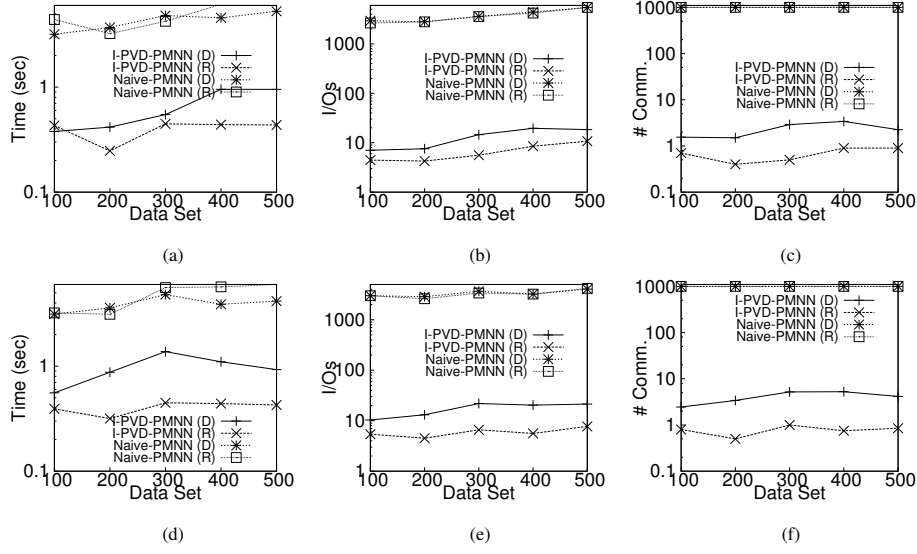 Time (sec)
1
0.1
I-PVD-PMNN (D)
I-PVD-PMNN (R)
Naive-PMNN (D)
Naive-PMNN (R)
100 200 300 400 500
Data Set
(a)
I/Os
1000
100
10
1
I-PVD-PMNN (D)
I-PVD-PMNN (R)
Naive-PMNN (D)
Naive-PMNN (R)
100 200 300 400 500
Data Set
(b)
# Comm.
1000
100
10
1
0.1
I-PVD-PMNN (D)
I-PVD-PMNN (R)
Naive-PMNN (D)
Naive-PMNN (R)
100 200 300 400 500
Data Set
(c)
Time (sec)
1
0.1
I-PVD-PMNN (D)
I-PVD-PMNN (R)
Naive-PMNN (D)
Naive-PMNN (R)
100 200 300 400 500
Data Set
(d)
I/Os
1000
100
10
1
I-PVD-PMNN (D)
I-PVD-PMNN (R)
Naive-PMNN (D)
Naive-PMNN (R)
100 200 300 400 500
Data Set
(e)
# Comm.
1000
100
10
1
0.1
I-PVD-PMNN (D)
I-PVD-PMNN (R)
Naive-PMNN (D)
Naive-PMNN (R)
100 200 300 400 500
Data Set
(f)